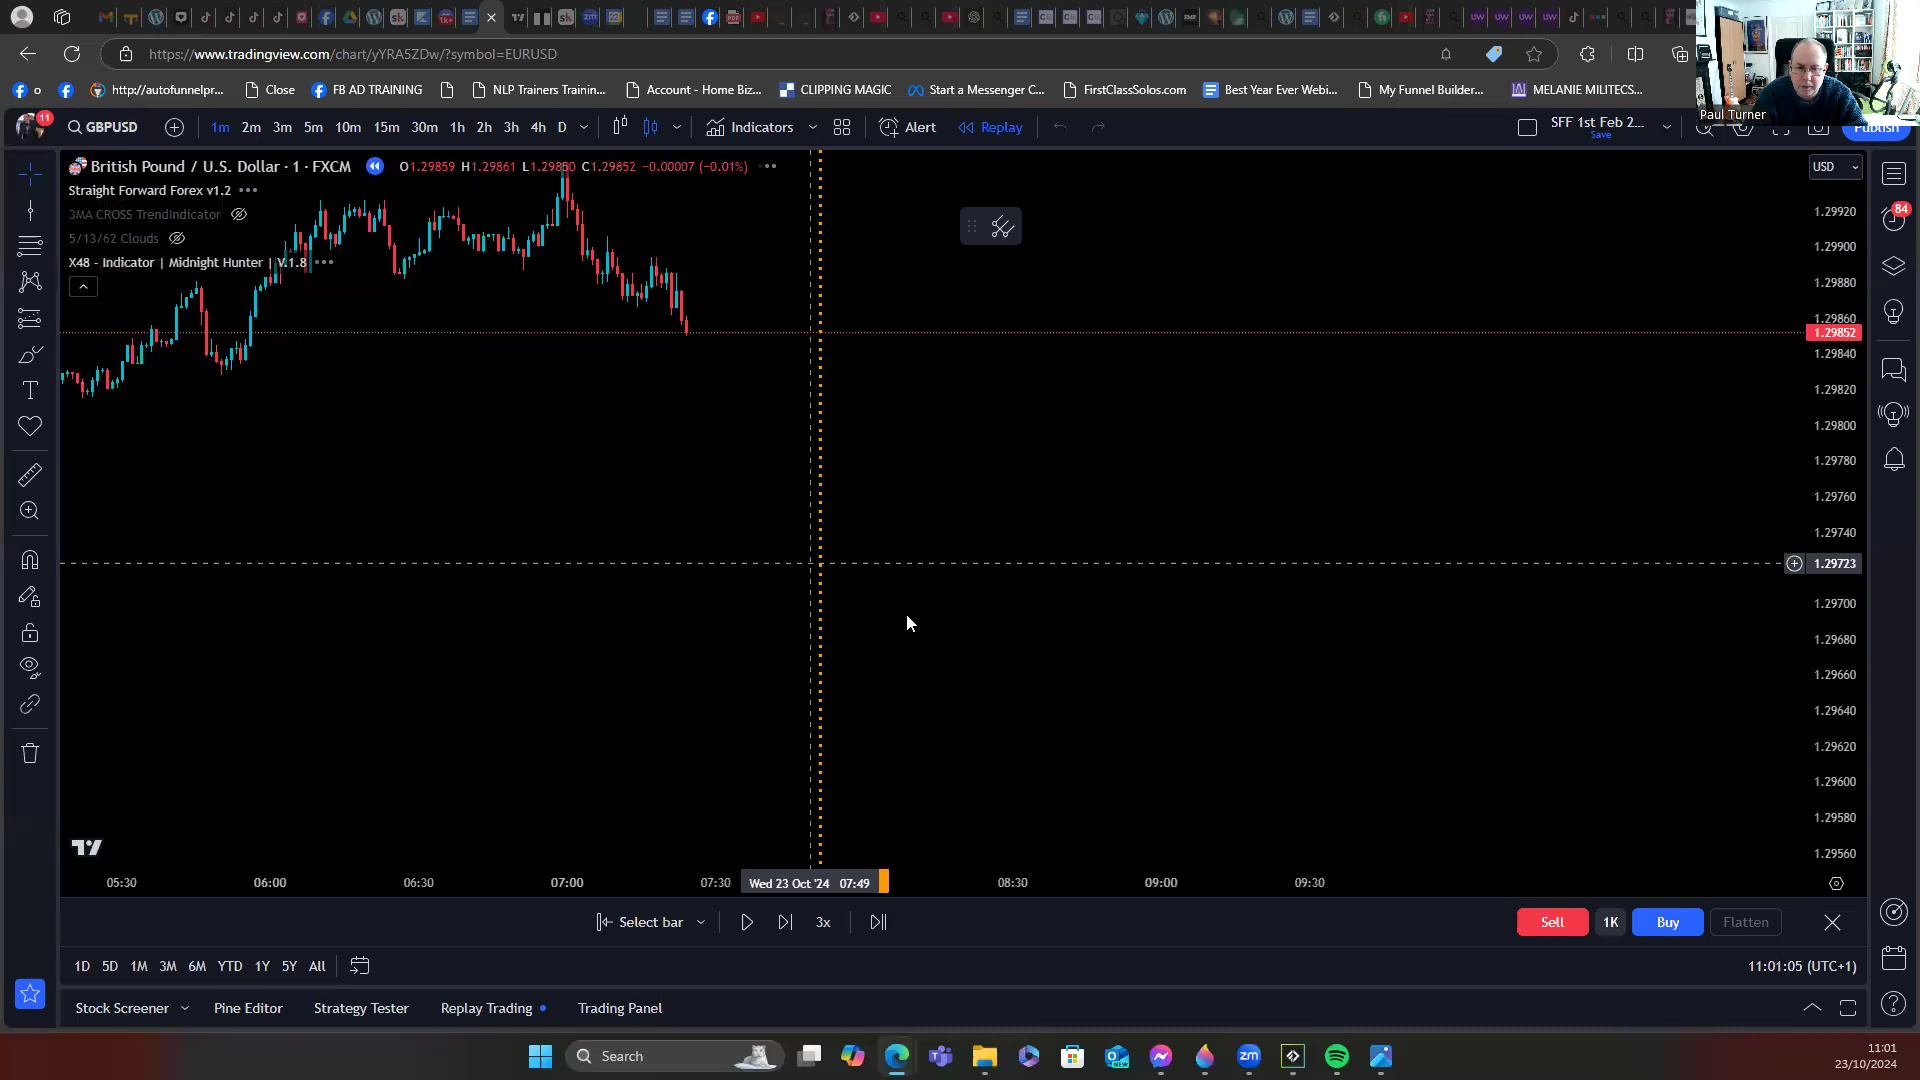 https://www.tradingview.com/chart/yYRA5ZDw/?symbol=EURUSD
o
http://autofunnelpr...
Close
FB AD TRAINING
NLP Trainers Trainin...
Account - Home Biz...
CLIPPING MAGIC
Start a Messenger C...
FirstClassSolos.com
Best Year Ever Webi...
My Funnel Builder...
MELANIE MILITECS...
Paul Turner
11
GBPUSD
1m 2m 3m 5m 10m 15m 30m 1h 2h 3h 4h D
Indicators
Alert
Replay
SFF 1st Feb 2...
Save
Publish
British Pound / U.S. Dollar · 1 · FXCM
O1.29859 H1.29861 L1.29850 C1.29852 −0.00007 (−0.01%)
USD
Straight Forward Forex v1.2
3MA CROSS TrendIndicator
5/13/62 Clouds
X48 - Indicator | Midnight Hunter | V.1.8
84
1.29920
1.29900
1.29880
1.29860
1.29852
1.29840
1.29820
1.29800
1.29780
1.29760
1.29740
1.29723
1.29700
1.29680
1.29660
1.29640
1.29620
1.29600
1.29580
1.29560
05:30 06:00 06:30 07:00 07:30 Wed 23 Oct '24 07:49 08:30 09:00 09:30
Select bar
3x
Sell
1K
Buy
Flatten
1D 5D 1M 3M 6M YTD 1Y 5Y All
11:01:05 (UTC+1)
Stock Screener
Pine Editor
Strategy Tester
Replay Trading
Trading Panel
Search
11:01
23/10/2024